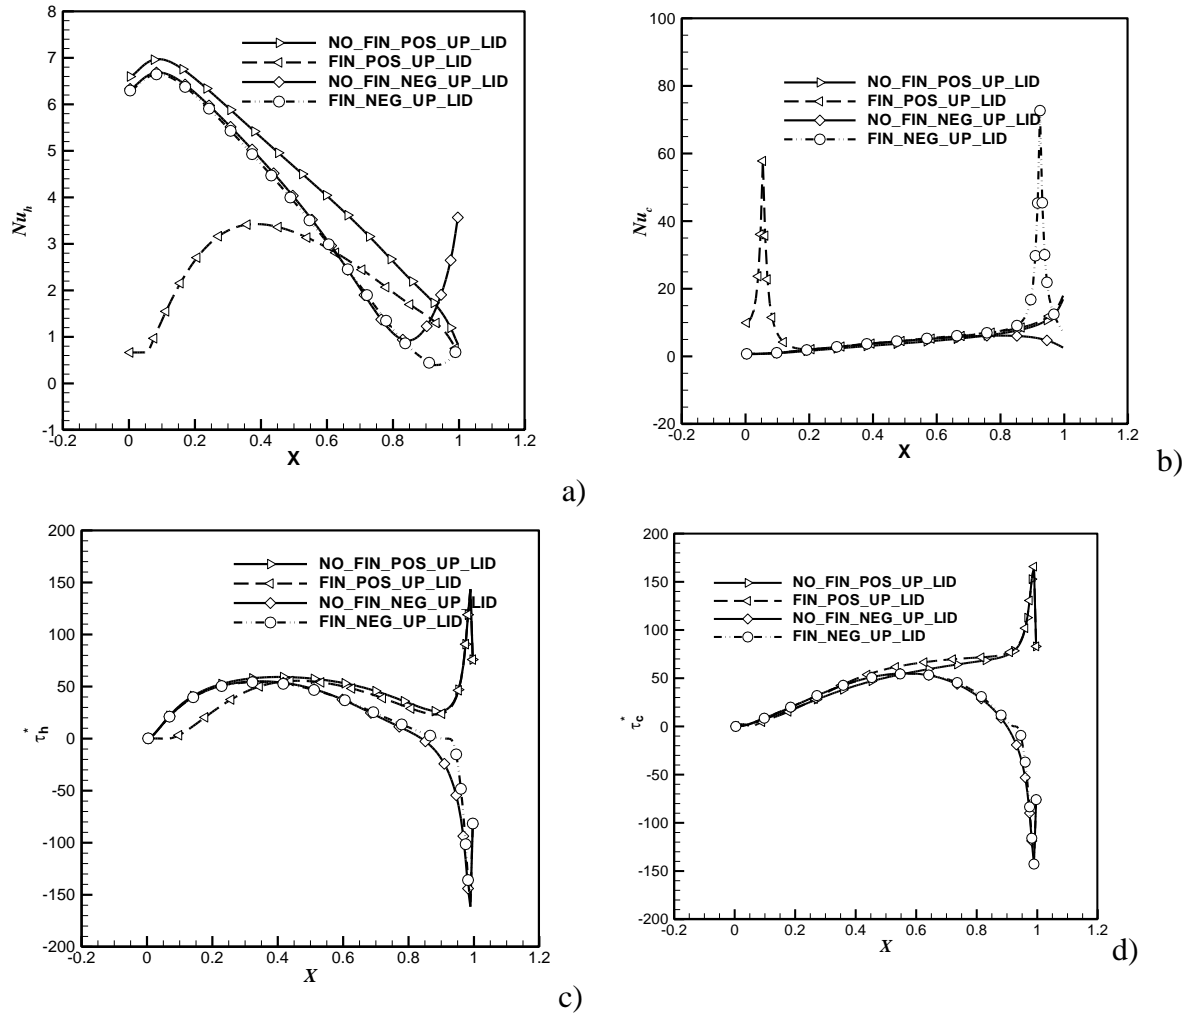 8
7
6
5
4
3
2
1
0
-1
Nu_h
NO_FIN_POS_UP_LID
FIN_POS_UP_LID
NO_FIN_NEG_UP_LID
FIN_NEG_UP_LID
-0.2 0 0.2 0.4 0.6 0.8 1 1.2
X
a)
100
80
60
40
20
0
-20
Nu_c
NO_FIN_POS_UP_LID
FIN_POS_UP_LID
NO_FIN_NEG_UP_LID
FIN_NEG_UP_LID
-0.2 0 0.2 0.4 0.6 0.8 1 1.2
X
b)
200
150
100
50
0
-50
-100
-150
-200
τ*_h
NO_FIN_POS_UP_LID
FIN_POS_UP_LID
NO_FIN_NEG_UP_LID
FIN_NEG_UP_LID
-0.2 0 0.2 0.4 0.6 0.8 1 1.2
X
c)
200
150
100
50
0
-50
-100
-150
-200
τ*_c
NO_FIN_POS_UP_LID
FIN_POS_UP_LID
NO_FIN_NEG_UP_LID
FIN_NEG_UP_LID
-0.2 0 0.2 0.4 0.6 0.8 1 1.2
X
d)